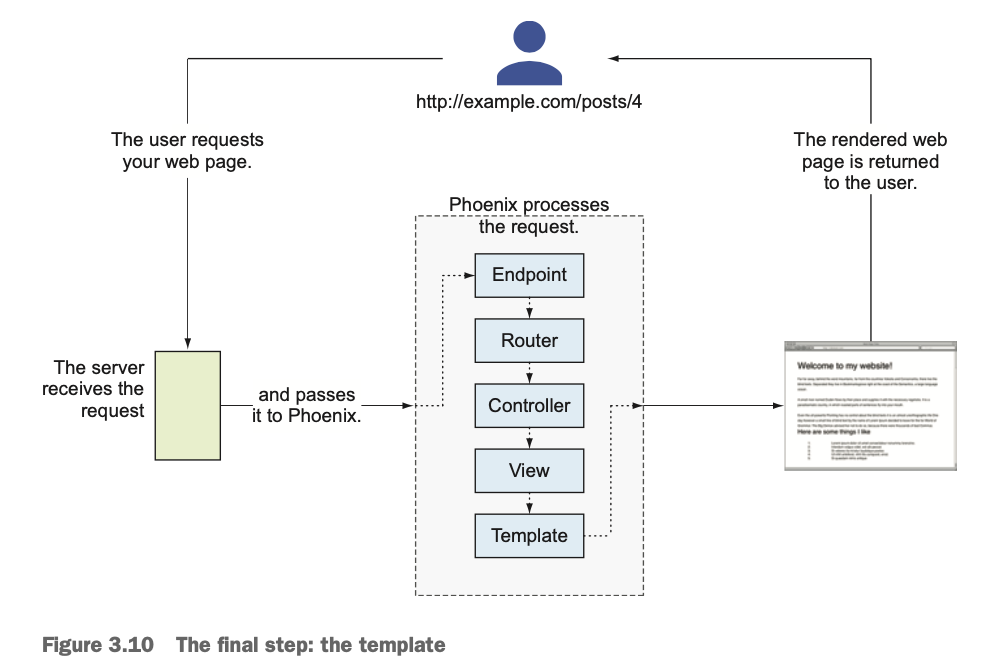 http://example.com/posts/4
The user requests
your web page.
The rendered web
page is returned
to the user.
Phoenix processes
the request.
Endpoint
Router
Controller
View
Template
The server
receives the
request
and passes
it to Phoenix.
Welcome to my website!
Here are some things I like
Figure 3.10 The final step: the template